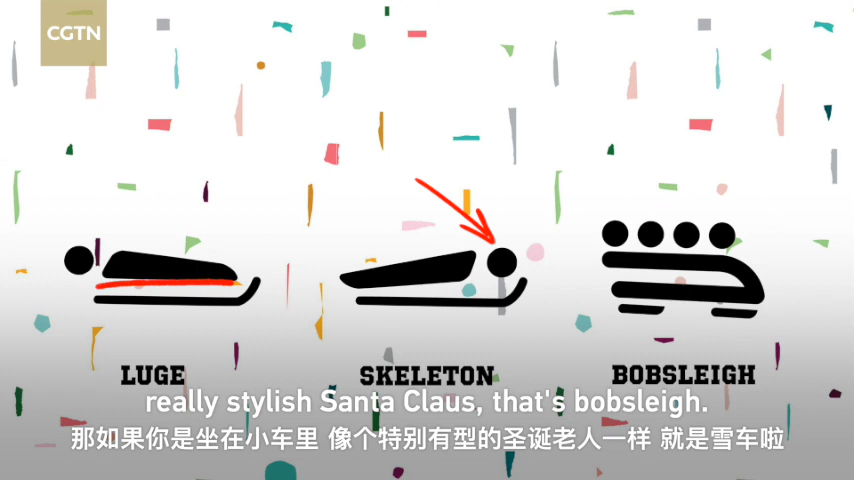 CGTN
LUGE
SKELETON
BOBSLEIGH
really stylish Santa Claus, that's bobsleigh.
那如果你是坐在小车里 像个特别有型的圣诞老人一样 就是雪车啦